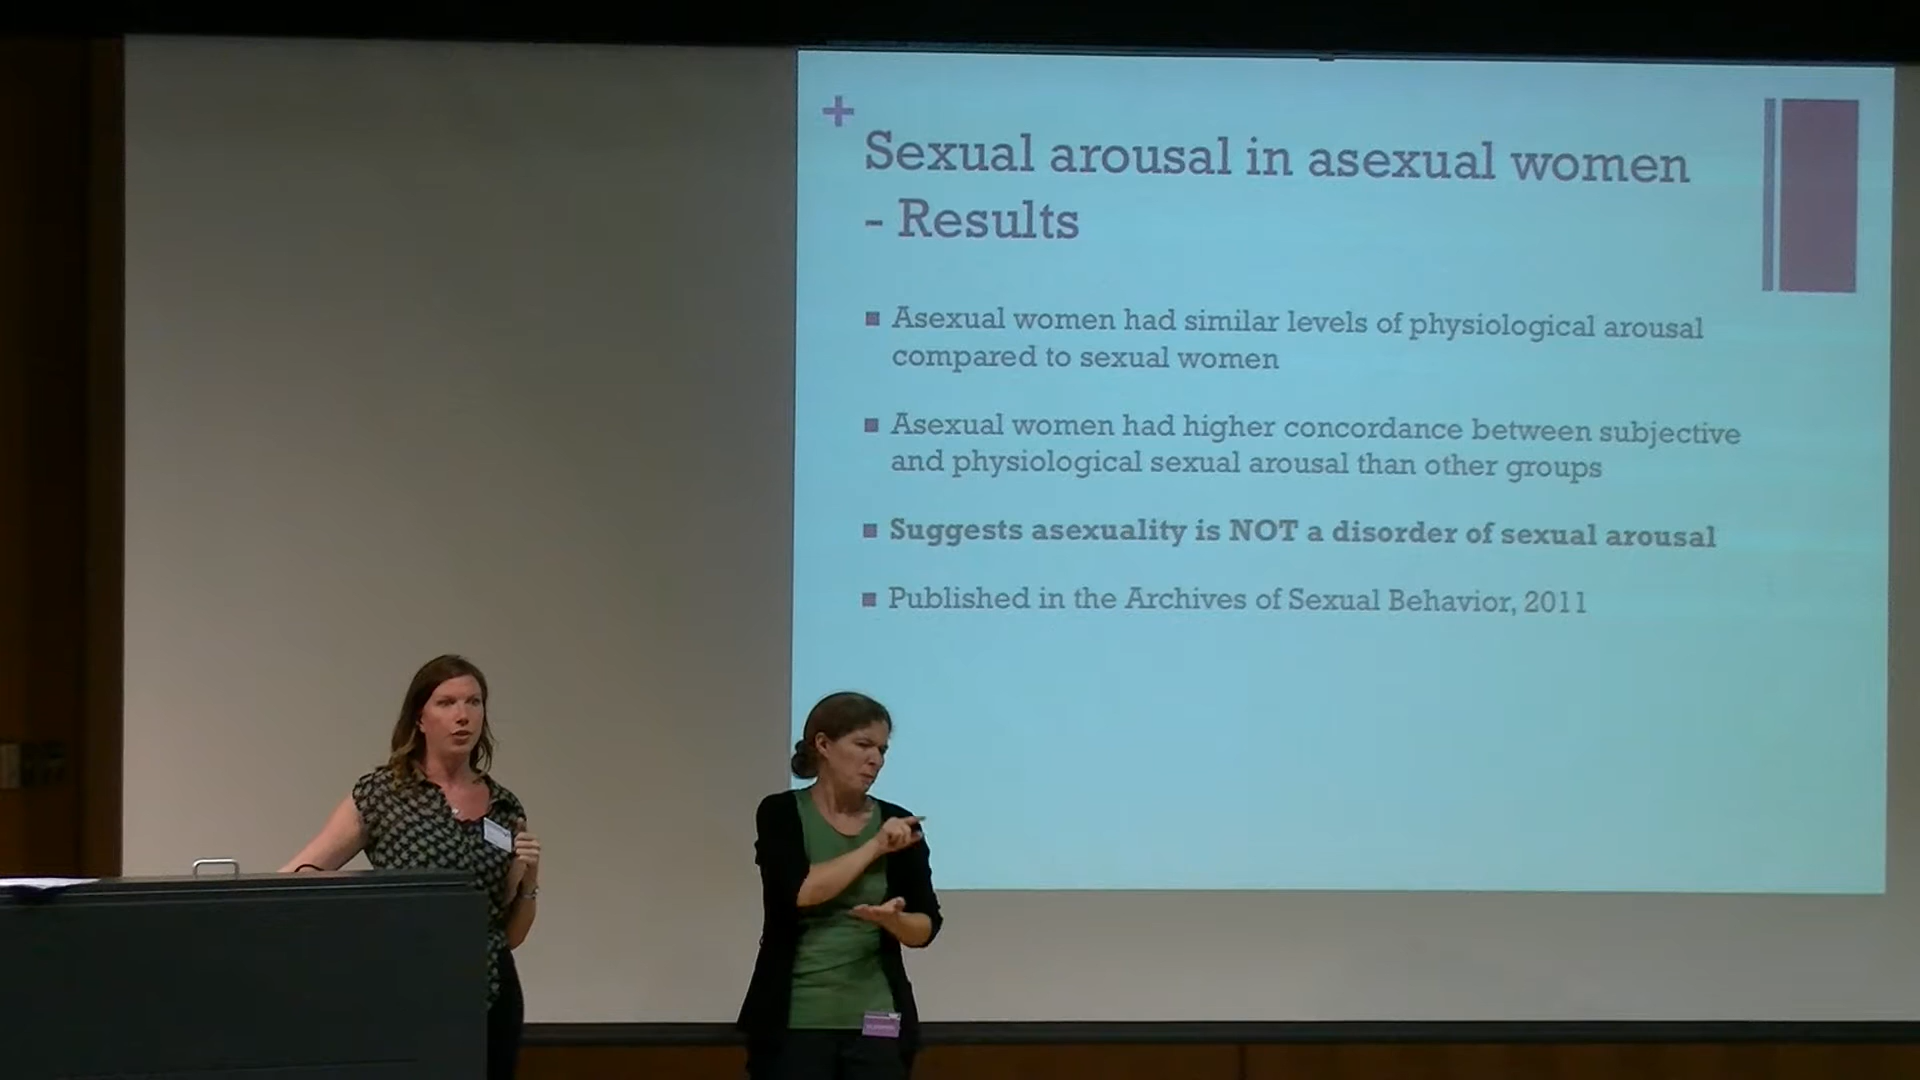 +
Sexual arousal in asexual women
- Results
Asexual women had similar levels of physiological arousal
compared to sexual women
Asexual women had higher concordance between subjective
and physiological sexual arousal than other groups
Suggests asexuality is NOT a disorder of sexual arousal
Published in the Archives of Sexual Behavior, 2011